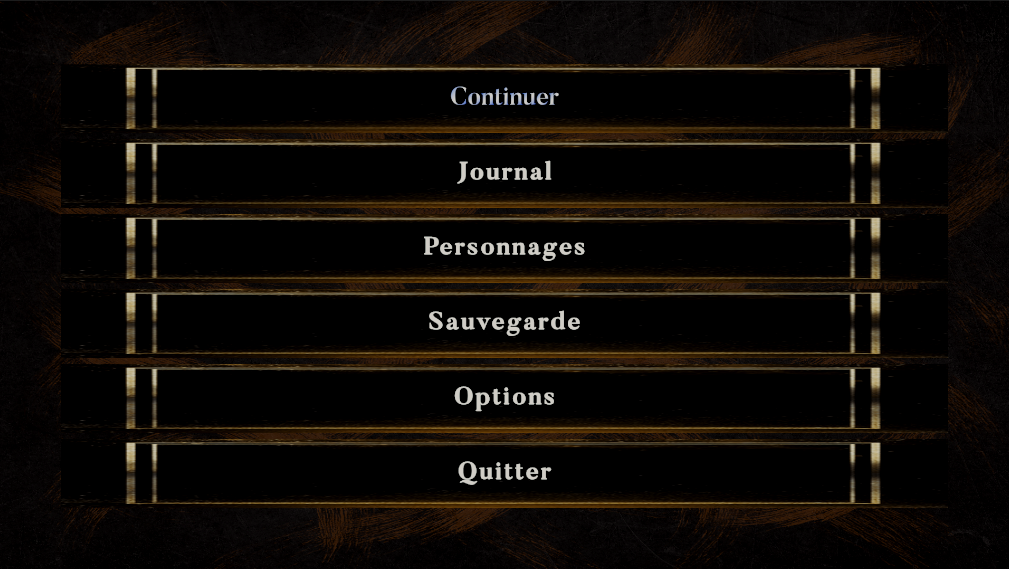 Continuer
Journal
Personnages
Sauvegarde
Options
Quitter